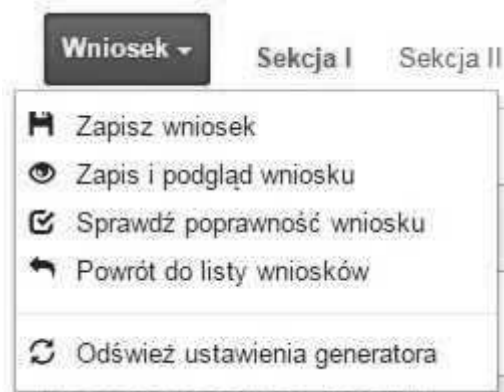 Wniosek Sekcja I Sekcja II
Zapisz wniosek
Zapis i podgląd wniosku
Sprawdź poprawność wniosku
Powrót do listy wniosków
Odśwież ustawienia generatora